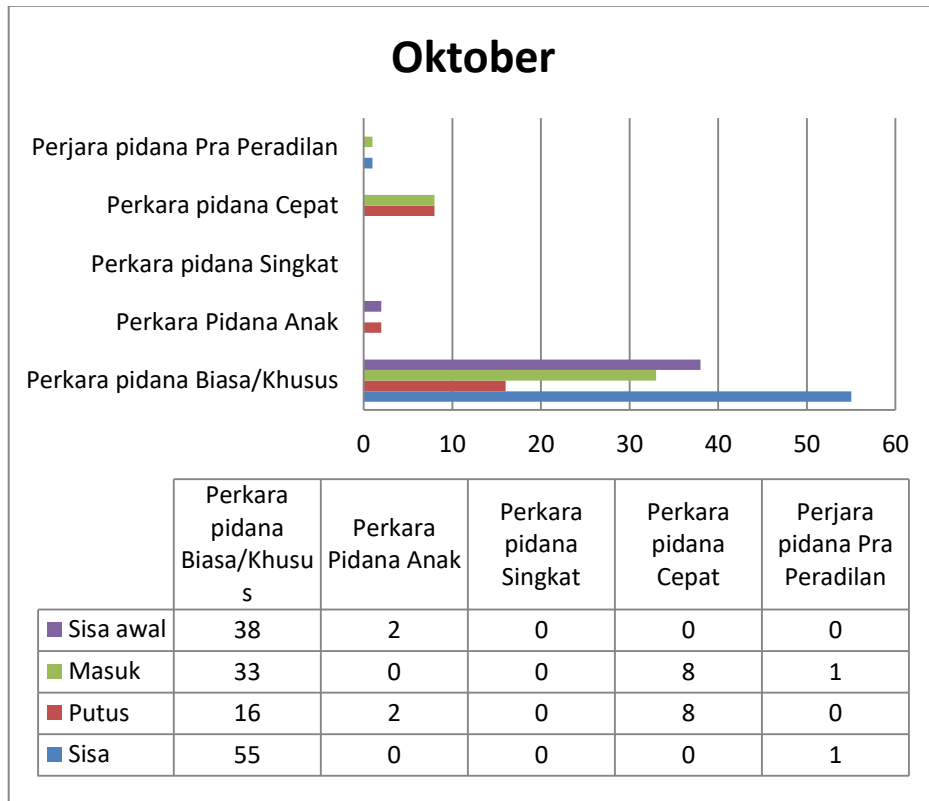 Oktober
Perjara pidana Pra Peradilan
Perkara pidana Cepat
Perkara pidana Singkat
Perkara Pidana Anak
Perkara pidana Biasa/Khusus
0 10 20 30 40 50 60
Perkara
pidana
Biasa/Khusu
s
Perkara
Pidana Anak
Perkara
pidana
Singkat
Perkara
pidana
Cepat
Perjara
pidana Pra
Peradilan
Sisa awal 38 2 0 0 0
Masuk 33 0 0 8 1
Putus 16 2 0 8 0
Sisa 55 0 0 0 1